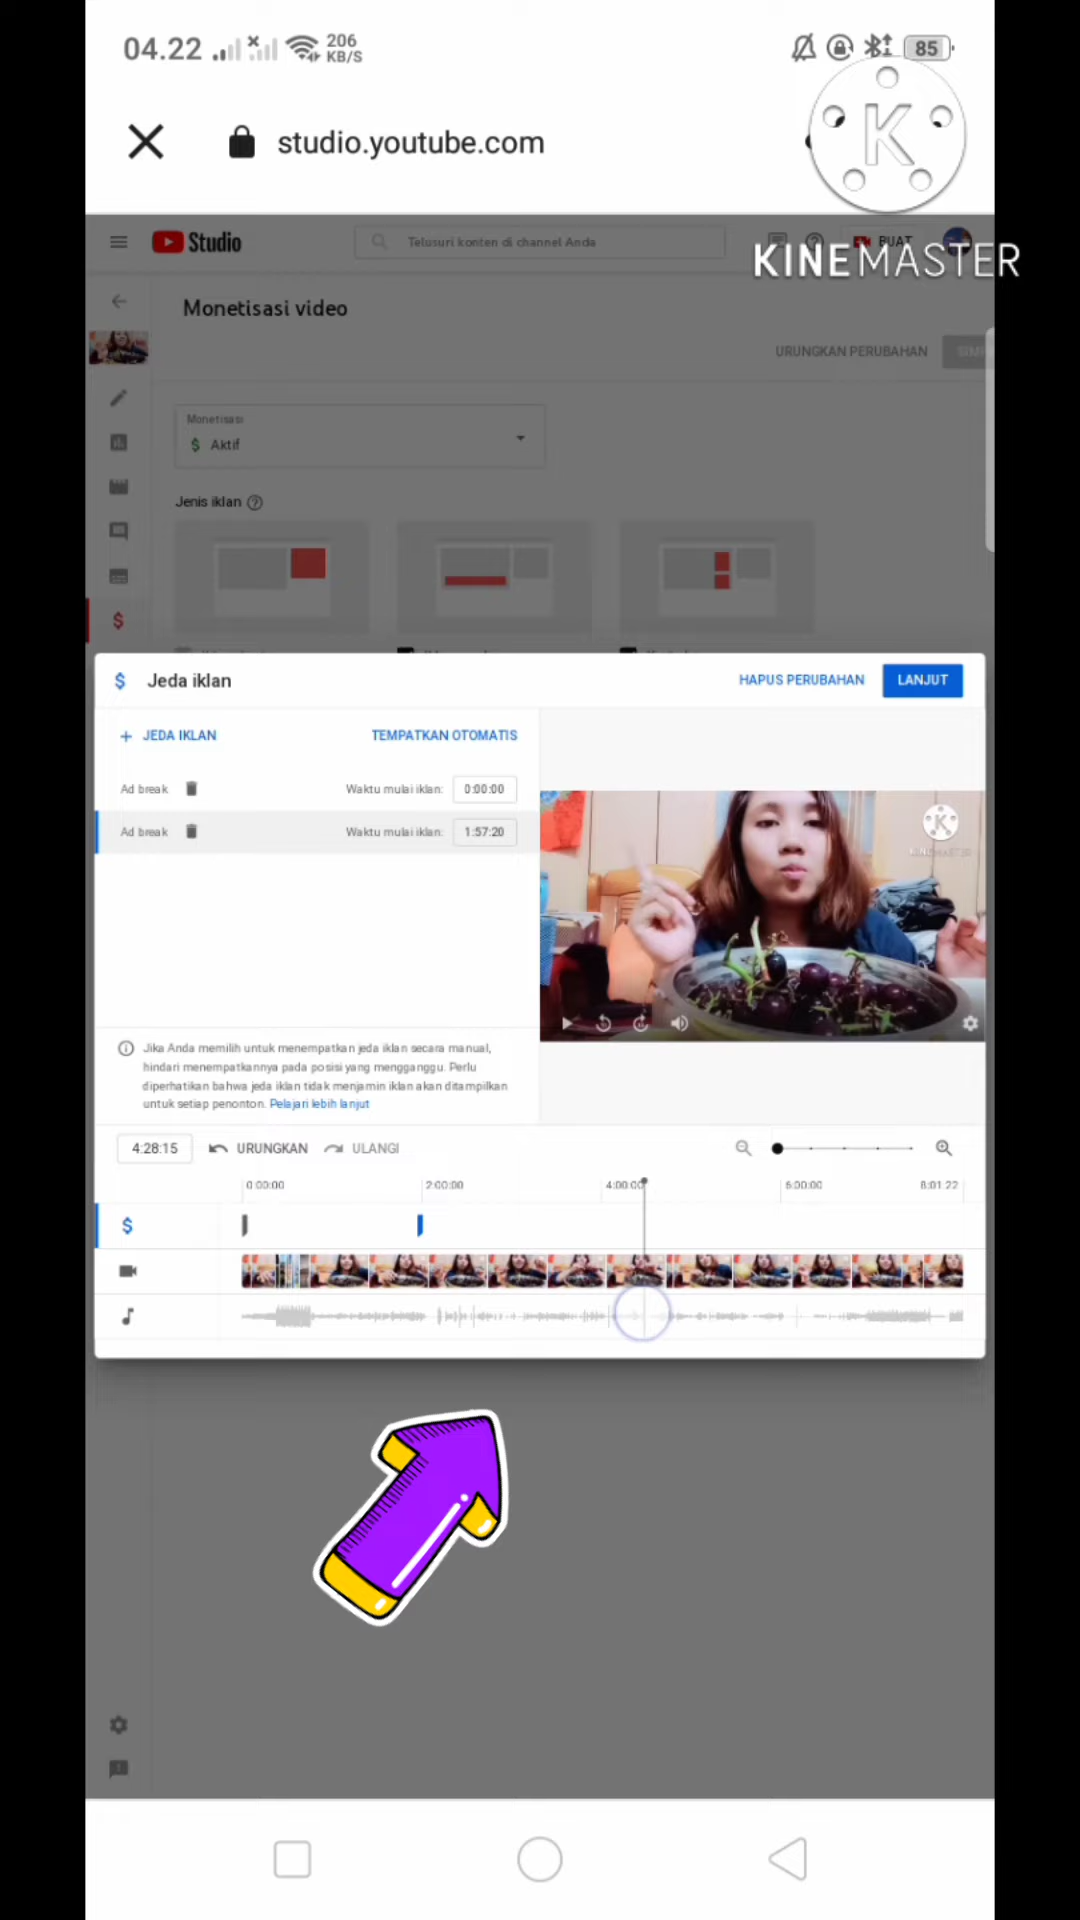 04.22
206
KB/S
85
studio.youtube.com
K
KINEMASTER
Studio
Telusuri konten di channel Anda
BUAT
Monetisasi video
URUNGKAN PERUBAHAN
Monetisasi
$ Aktif
Jenis iklan
$
$ Jeda iklan
HAPUS PERUBAHAN
LANJUT
+ JEDA IKLAN
TEMPATKAN OTOMATIS
Ad break
Waktu mulai iklan:
0:00:00
Ad break
Waktu mulai iklan:
1:57:20
K
KINEMASTER
Jika Anda memilih untuk menempatkan jeda iklan secara manual,
hindari menempatkannya pada posisi yang mengganggu. Perlu
diperhatikan bahwa jeda iklan tidak menjamin iklan akan ditampilkan
untuk setiap penonton. Pelajari lebih lanjut
4:28:15
URUNGKAN
ULANGI
0:00:00
2:00:00
4:00:00
6:00:00
8:01:22
$